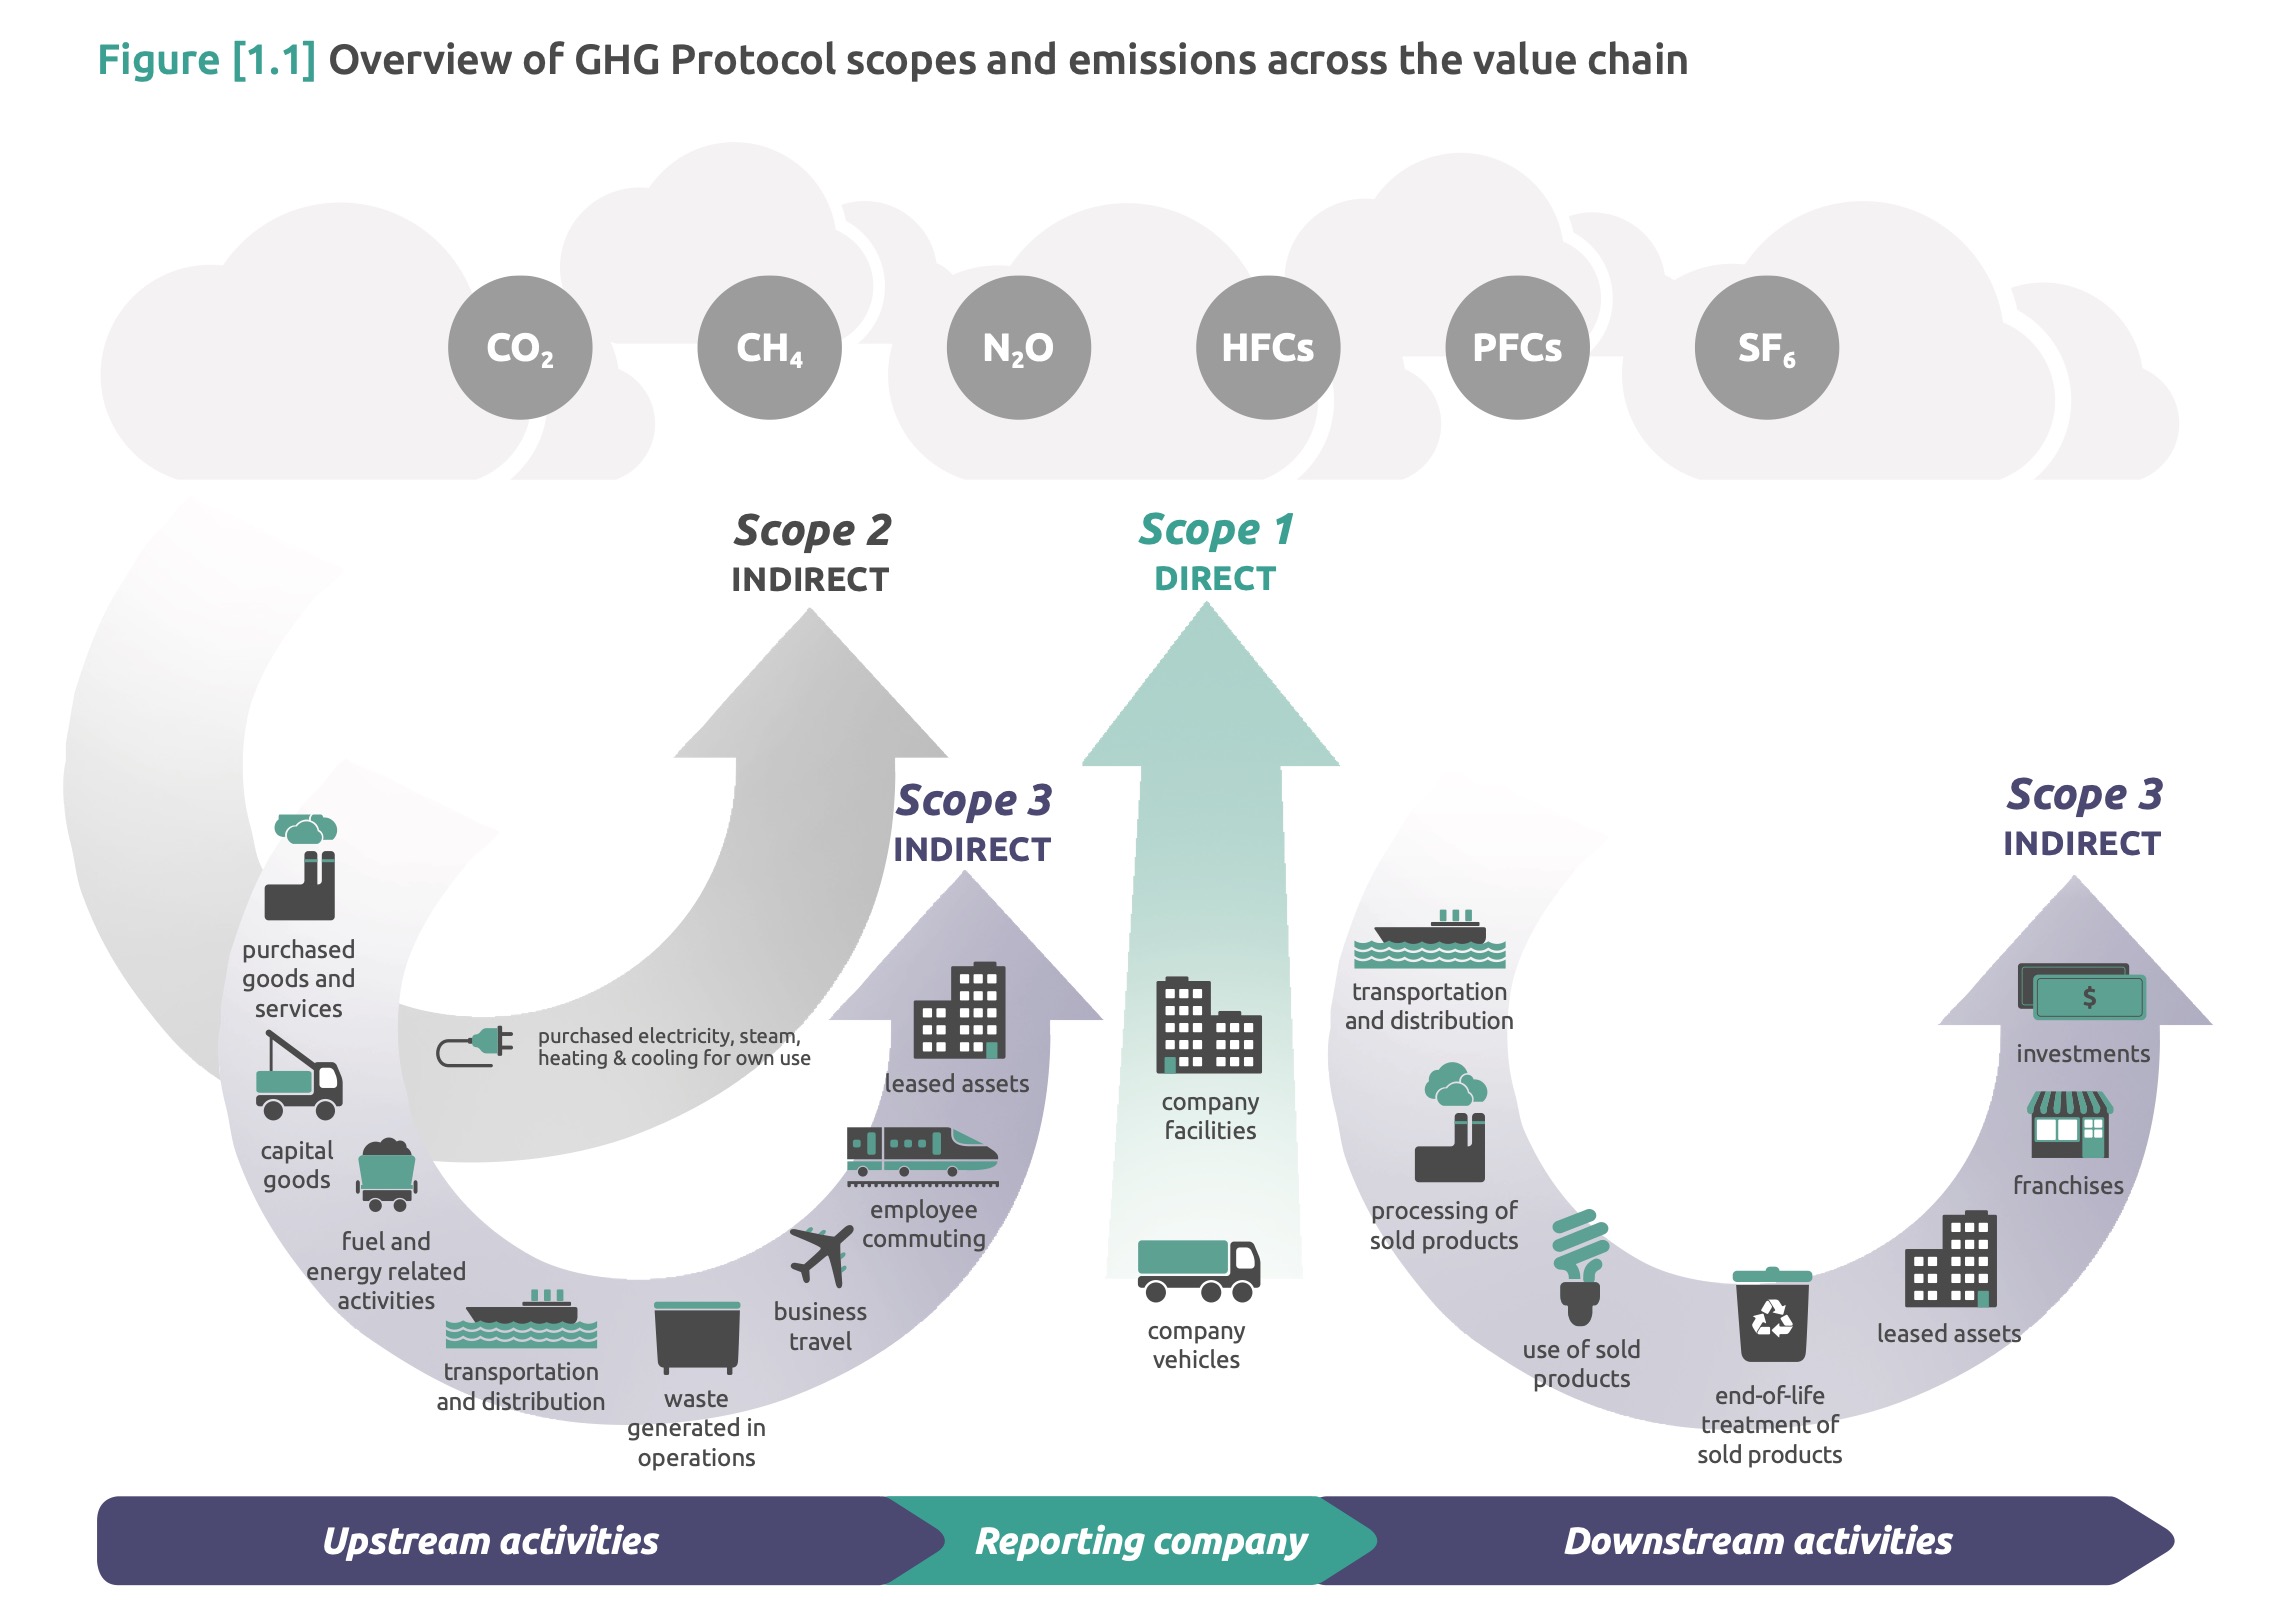 Figure [1.1] Overview of GHG Protocol scopes and emissions across the value chain
CO₂
CH₄
N₂O
HFCs
PFCs
SF₆
Scope 2
INDIRECT
Scope 1
DIRECT
Scope 3
INDIRECT
Scope 3
INDIRECT
purchased
goods and
services
capital
goods
fuel and
energy related
activities
transportation
and distribution
waste
generated in
operations
business
travel
employee
commuting
leased assets
purchased electricity, steam,
heating & cooling for own use
company
facilities
company
vehicles
transportation
and distribution
processing of
sold products
use of sold
products
end-of-life
treatment of
sold products
leased assets
franchises
$
investments
Upstream activities
Reporting company
Downstream activities